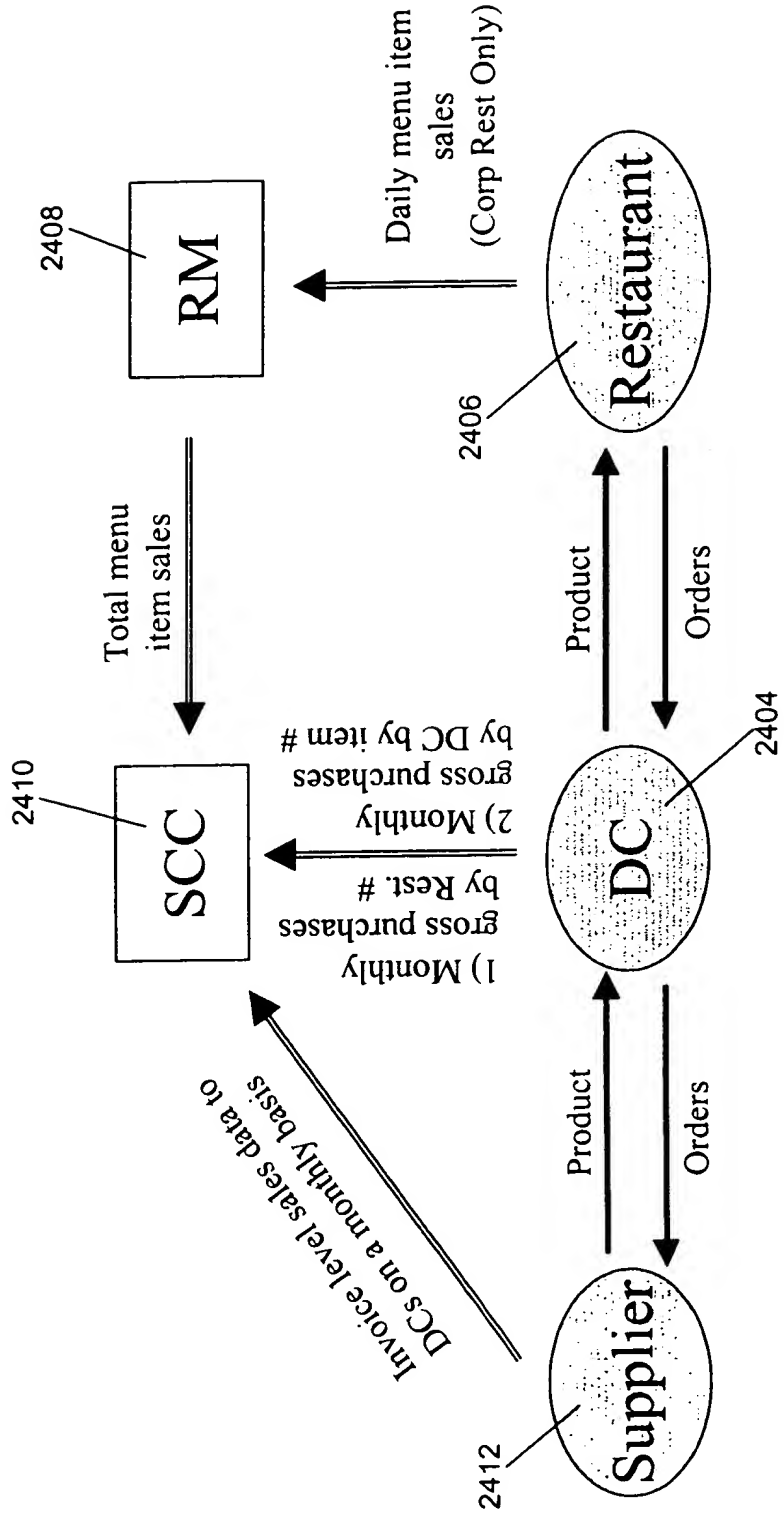 2408
RM
Daily menu item
sales
(Corp Rest Only)
2406
Restaurant
Total menu
item sales
2410
SCC
1) Monthly
gross purchases
by Rest. #
2) Monthly
gross purchases
by DC by item #
Product
Orders
DC
2404
Invoice level sales data to
DCs on a monthly basis
Product
Orders
Supplier
2412